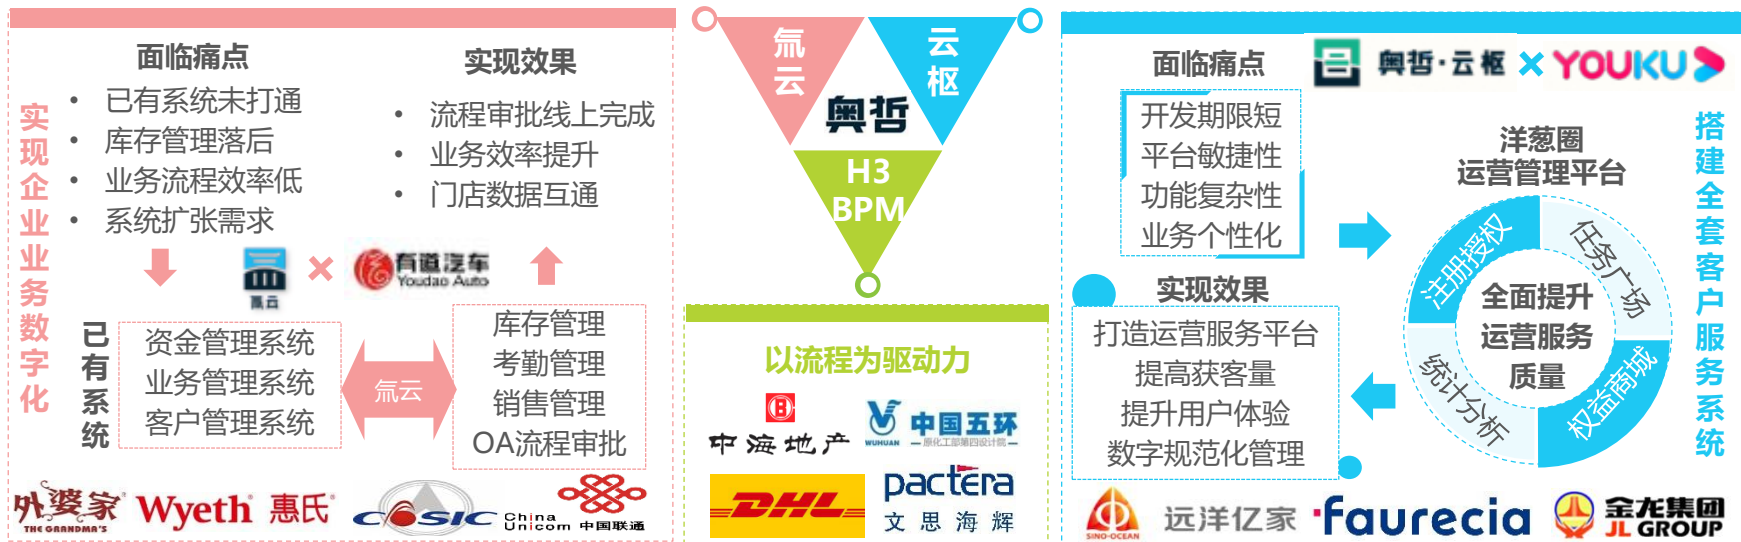 实现企业业务数字化
面临痛点
• 已有系统未打通
• 库存管理落后
• 业务流程效率低
• 系统扩张需求
实现效果
• 流程审批线上完成
• 业务效率提升
• 门店数据互通
氚云
×
有道汽车
Youdao Auto
已有系统
资金管理系统
业务管理系统
客户管理系统
氚云
库存管理
考勤管理
销售管理
OA流程审批
外婆家
THE GRANDMA'S
Wyeth 惠氏
CASIC
China
Unicom 中国联通
氚云
云枢
奥哲
H3
BPM
以流程为驱动力
中海地产
WUHUAN
中国五环
原化工部第四设计院
DHL
pactera
文思海辉
面临痛点
奥哲·云枢 × YOUKU
开发期限短
平台敏捷性
功能复杂性
业务个性化
实现效果
打造运营服务平台
提高获客量
提升用户体验
数字规范化管理
洋葱圈
运营管理平台
注册授权
任务广场
统计分析
权益商城
全面提升
运营服务
质量
搭建全套客户服务系统
SINO-OCEAN
远洋亿家
faurecia
金龙集团
JL GROUP